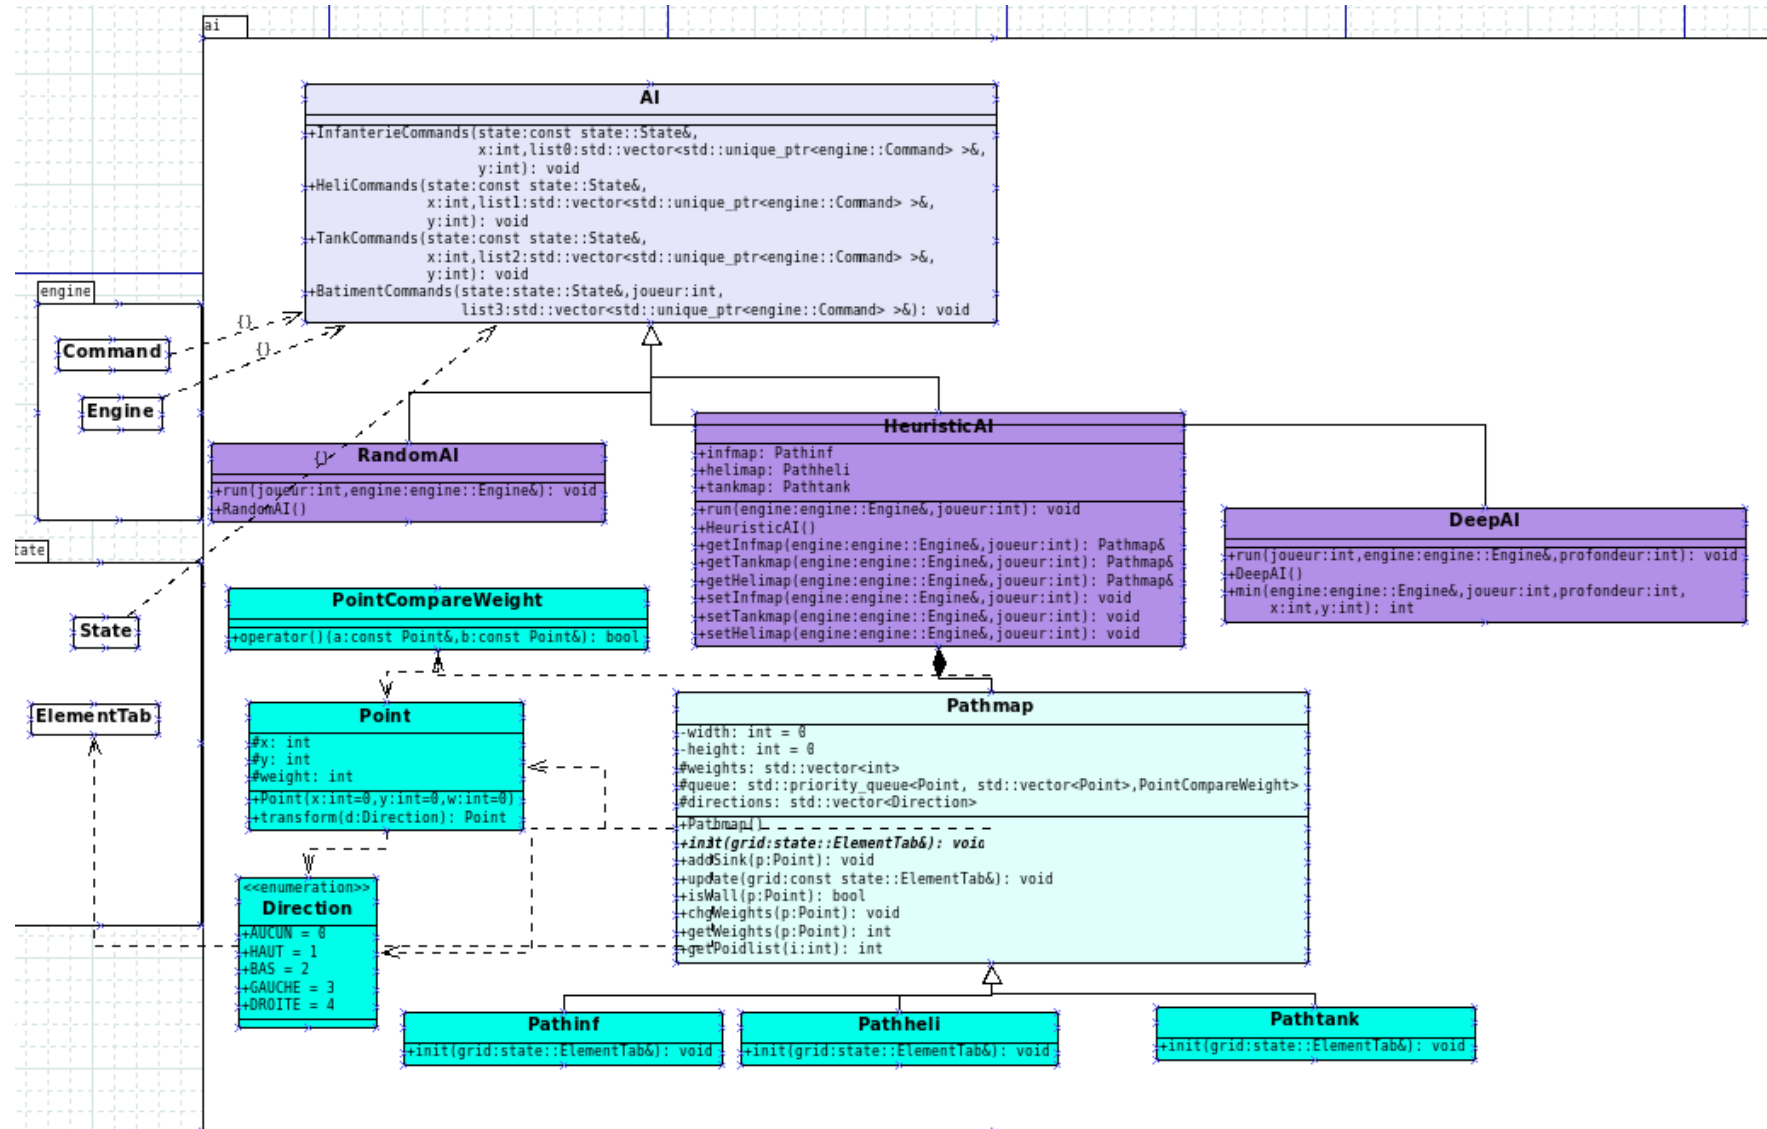 ai
AI
+InfanterieCommands(state:const state::State&,
x:int,list0:std::vector<std::unique_ptr<engine::Command> >&,
y:int): void
+HeliCommands(state:const state::State&,
x:int,list1:std::vector<std::unique_ptr<engine::Command> >&,
y:int): void
+TankCommands(state:const state::State&,
x:int,list2:std::vector<std::unique_ptr<engine::Command> >&,
y:int): void
+BatimentCommands(state:state::State&,joueur:int,
list3:std::vector<std::unique_ptr<engine::Command> >&): void
engine
Command
Engine
{}
{}
{}
RandomAI
+run(joueur:int,engine:engine::Engine&): void
+RandomAI()
HeuristicAI
+infmap: Pathinf
+helimap: Pathheli
+tankmap: Pathtank
+run(engine:engine::Engine&,joueur:int): void
+HeuristicAI()
+getInfmap(engine:engine::Engine&,joueur:int): Pathmap&
+getTankmap(engine:engine::Engine&,joueur:int): Pathmap&
+getHelimap(engine:engine::Engine&,joueur:int): Pathmap&
+setInfmap(engine:engine::Engine&,joueur:int): void
+setTankmap(engine:engine::Engine&,joueur:int): void
+setHelimap(engine:engine::Engine&,joueur:int): void
DeepAI
+run(joueur:int,engine:engine::Engine&,profondeur:int): void
+DeepAI()
+min(engine:engine::Engine&,joueur:int,profondeur:int,
x:int,y:int): int
tate
State
ElementTab
PointCompareWeight
+operator()(a:const Point&,b:const Point&): bool
Point
#x: int
#y: int
#weight: int
+Point(x:int=0,y:int=0,w:int=0)
+transform(d:Direction): Point
<<enumeration>>
Direction
+AUCUN = 0
+HAUT = 1
+BAS = 2
+GAUCHE = 3
+DROITE = 4
Pathmap
-width: int = 0
-height: int = 0
#weights: std::vector<int>
#queue: std::priority_queue<Point, std::vector<Point>,PointCompareWeight>
#directions: std::vector<Direction>
+Pathmap()
+init(grid:state::ElementTab&): void
+addSink(p:Point): void
+update(grid:const state::ElementTab&): void
+isWall(p:Point): bool
+chgWeights(p:Point): void
+getWeights(p:Point): int
+getPoidlist(i:int): int
Pathinf
+init(grid:state::ElementTab&): void
Pathheli
+init(grid:state::ElementTab&): void
Pathtank
+init(grid:state::ElementTab&): void